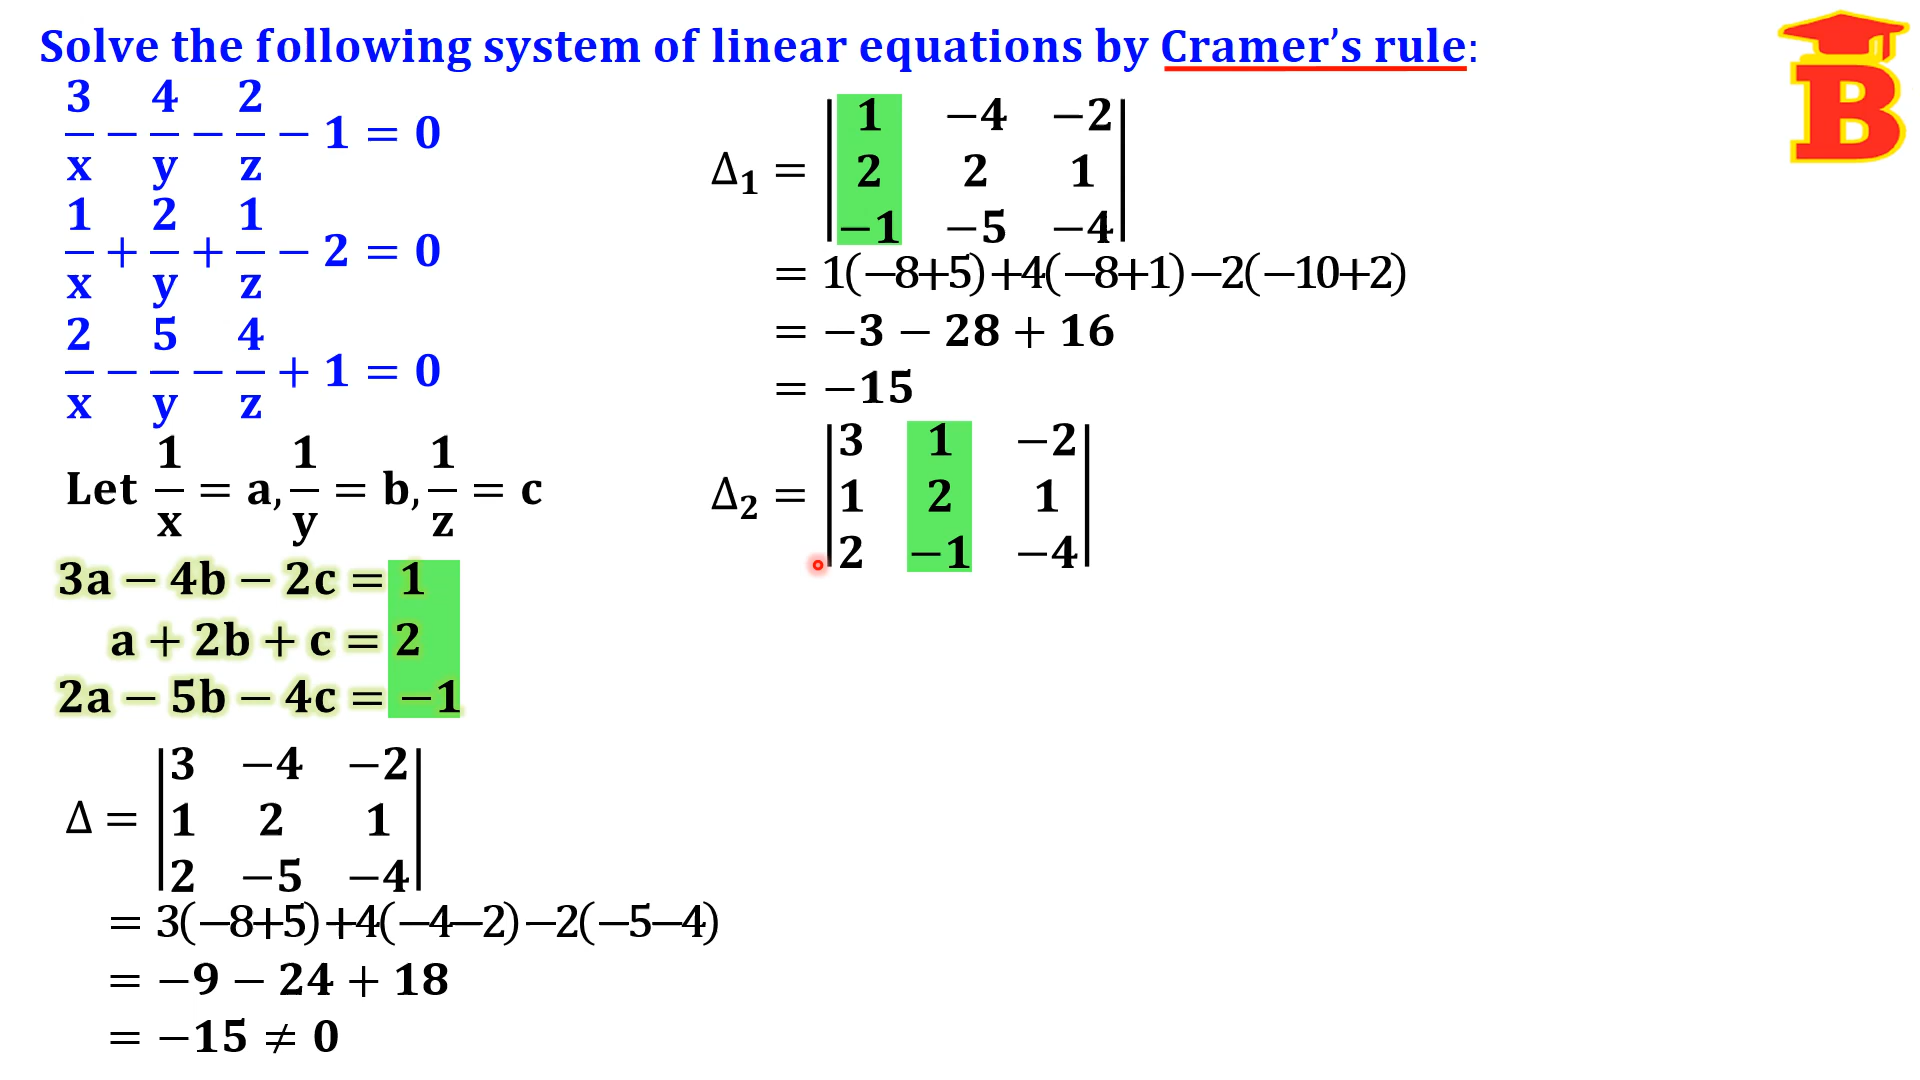 Solve the following system of linear equations by Cramer's rule:
3/x − 4/y − 2/z − 1 = 0
1/x + 2/y + 1/z − 2 = 0
2/x − 5/y − 4/z + 1 = 0
Let 1/x = a, 1/y = b, 1/z = c
3a − 4b − 2c = 1
a + 2b + c = 2
2a − 5b − 4c = −1
Δ = |3 −4 −2|
|1 2 1|
|2 −5 −4|
= 3(−8+5)+4(−4−2)−2(−5−4)
= −9 − 24 + 18
= −15 ≠ 0
Δ₁ = |1 −4 −2|
|2 2 1|
|−1 −5 −4|
= 1(−8+5)+4(−8+1)−2(−10+2)
= −3 − 28 + 16
= −15
Δ₂ = |3 1 −2|
|1 2 1|
|2 −1 −4|
B